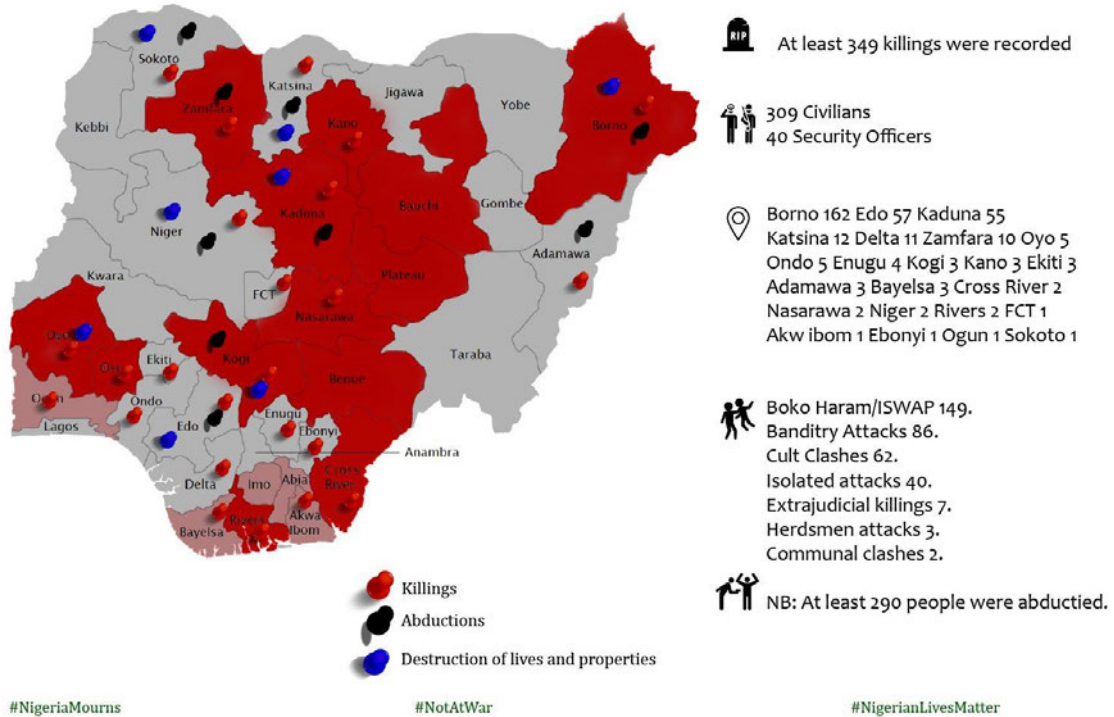 Sokoto
Katsina
Jigawa
Yobe
Zamfara
Kano
Borno
Kebbi
Kaduna
Bauchi
Gombe
Niger
Adamawa
Kwara
Plateau
FCT
Nasarawa
Taraba
Oyo
Kogi
Ekiti
Osun
Benue
Ogun
Ondo
Edo
Enugu
Ebonyi
Lagos
Anambra
Delta
Imo
Abia
Cross
River
Bayelsa
Rivers
Akwa
Ibom
Killings
Abductions
Destruction of lives and properties
RIP
At least 349 killings were recorded
309 Civilians
40 Security Officers
Borno 162 Edo 57 Kaduna 55
Katsina 12 Delta 11 Zamfara 10 Oyo 5
Ondo 5 Enugu 4 Kogi 3 Kano 3 Ekiti 3
Adamawa 3 Bayelsa 3 Cross River 2
Nasarawa 2 Niger 2 Rivers 2 FCT 1
Akw ibom 1 Ebonyi 1 Ogun 1 Sokoto 1
Boko Haram/ISWAP 149.
Banditry Attacks 86.
Cult Clashes 62.
Isolated attacks 40.
Extrajudicial killings 7.
Herdsmen attacks 3.
Communal clashes 2.
NB: At least 290 people were abductied.
#NigeriaMourns
#NotAtWar
#NigerianLivesMatter